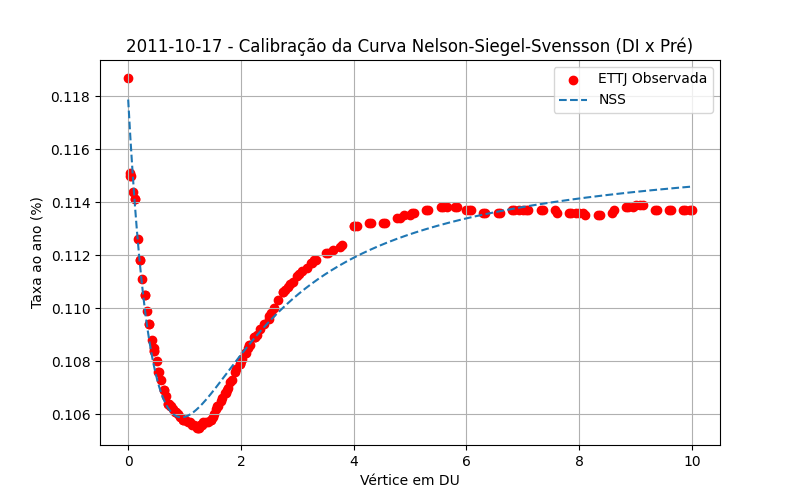 2011-10-17 - Calibração da Curva Nelson-Siegel-Svensson (DI x Pré)
ETTJ Observada
NSS
Taxa ao ano (%)
0.118
0.116
0.114
0.112
0.110
0.108
0.106
0
2
4
6
8
10
Vértice em DU